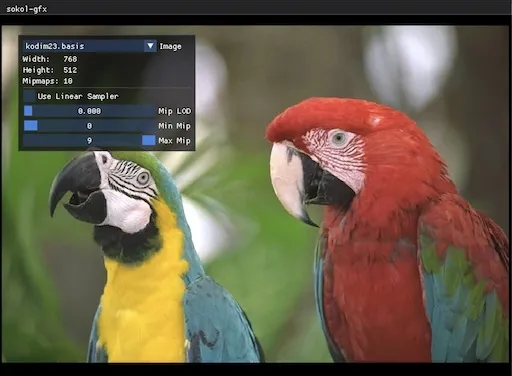 sokol-gfx
kodim23.basis Image
Width: 768
Height: 512
Mipmaps: 10
Use Linear Sampler
0.000 Mip LOD
0 Min Mip
9 Max Mip